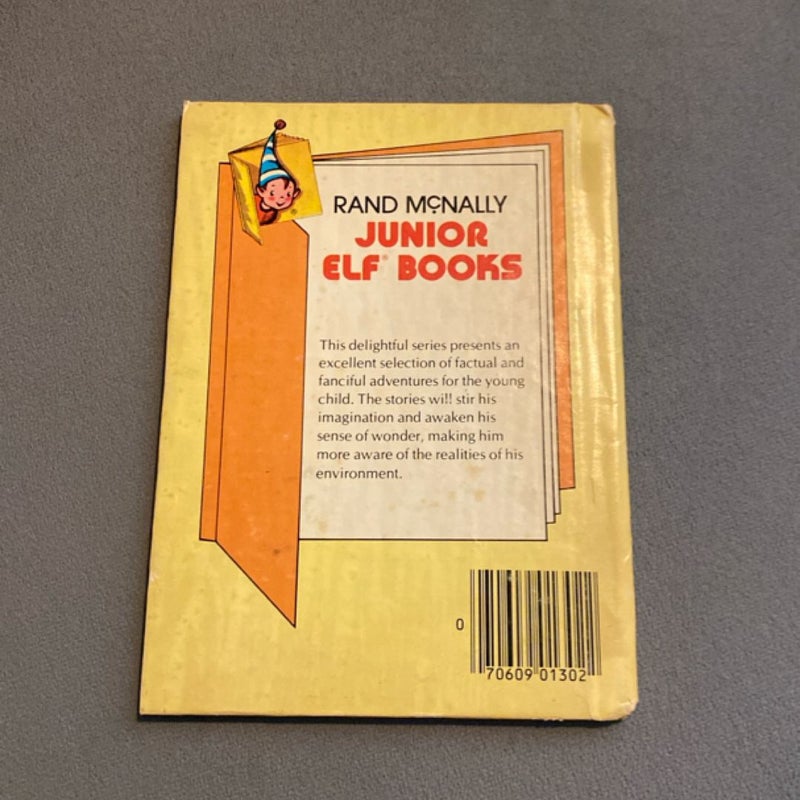 RAND McNALLY
JUNIOR
ELF® BOOKS
This delightful series presents an
excellent selection of factual and
fanciful adventures for the young
child. The stories will stir his
imagination and awaken his
sense of wonder, making him
more aware of the realities of his
environment.
0 70609 01302